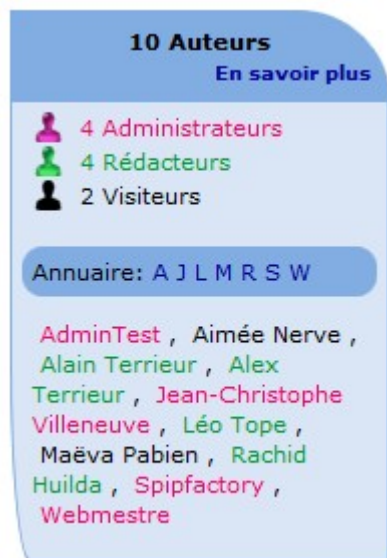 10 Auteurs
En savoir plus
4 Administrateurs
4 Rédacteurs
2 Visiteurs
Annuaire: A J L M R S W
AdminTest , Aimée Nerve ,
Alain Terrieur , Alex
Terrieur , Jean-Christophe
Villeneuve , Léo Tope ,
Maëva Pabien , Rachid
Huilda , Spipfactory ,
Webmestre